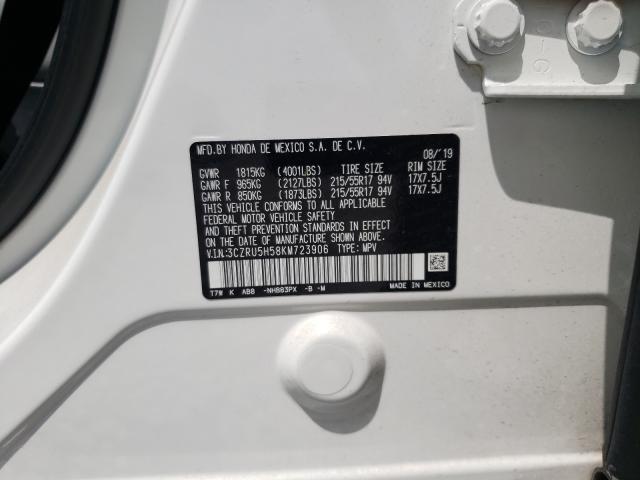 MFD.BY HONDA DE MEXICO S.A. DE C.V.
08/'19
GVWR 1815KG (4001LBS) TIRE SIZE RIM SIZE
GAWR F 965KG (2127LBS) 215/55R17 94V 17X7.5J
GAWR R 850KG (1873LBS) 215/55R17 94V 17X7.5J
THIS VEHICLE CONFORMS TO ALL APPLICABLE
FEDERAL MOTOR VEHICLE SAFETY
AND THEFT PREVENTION STANDARDS IN EFFECT
ON THE DATE OF MANUFACTURE SHOWN ABOVE.
V.I.N:3CZRU5H58KM723906 TYPE: MPV
T7W K AB8 -NH883PX -B -M MADE IN MEXICO